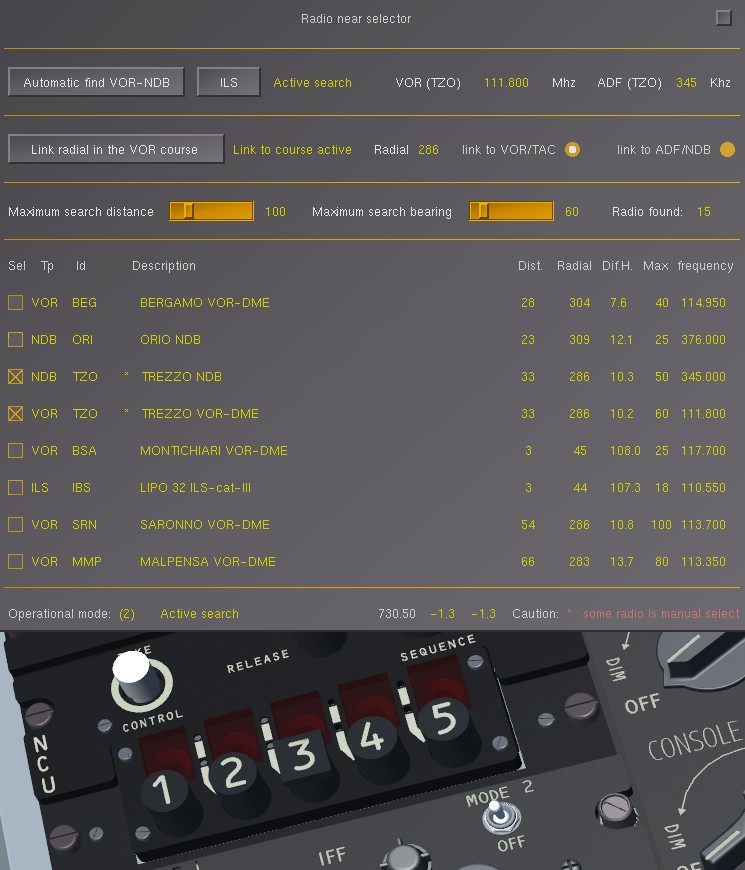 Radio near selector
Automatic find VOR-NDB ILS Active search VOR (TZO) 111.800 Mhz ADF (TZO) 345 Khz
Link radial in the VOR course Link to course active Radial 286 link to VOR/TAC link to ADF/NDB
Maximum search distance 100 Maximum search bearing 60 Radio found: 15
Sel Tp Id Description Dist. Radial Dif.H. Max frequency
VOR BEG BERGAMO VOR-DME 28 304 7.6 40 114.950
NDB ORI ORIO NDB 23 309 12.1 25 376.000
NDB TZO * TREZZO NDB 33 286 10.3 50 345.000
VOR TZO * TREZZO VOR-DME 33 286 10.2 60 111.800
VOR BSA MONTICHIARI VOR-DME 3 45 108.0 25 117.700
ILS IBS LIPO 32 ILS-cat-III 3 44 107.3 18 110.550
VOR SRN SARONNO VOR-DME 54 286 10.8 100 113.700
VOR MMP MALPENSA VOR-DME 66 283 13.7 80 113.350
Operational mode: (2) Active search 730.50 -1.3 -1.3 Caution: * : some radio is manual select
RELEASE
SEQUENCE
CONTROL
NCU
1 2 3 4 5
DIM
OFF
CONSOLE
MODE 2
OFF
DIM
IFF
OFF